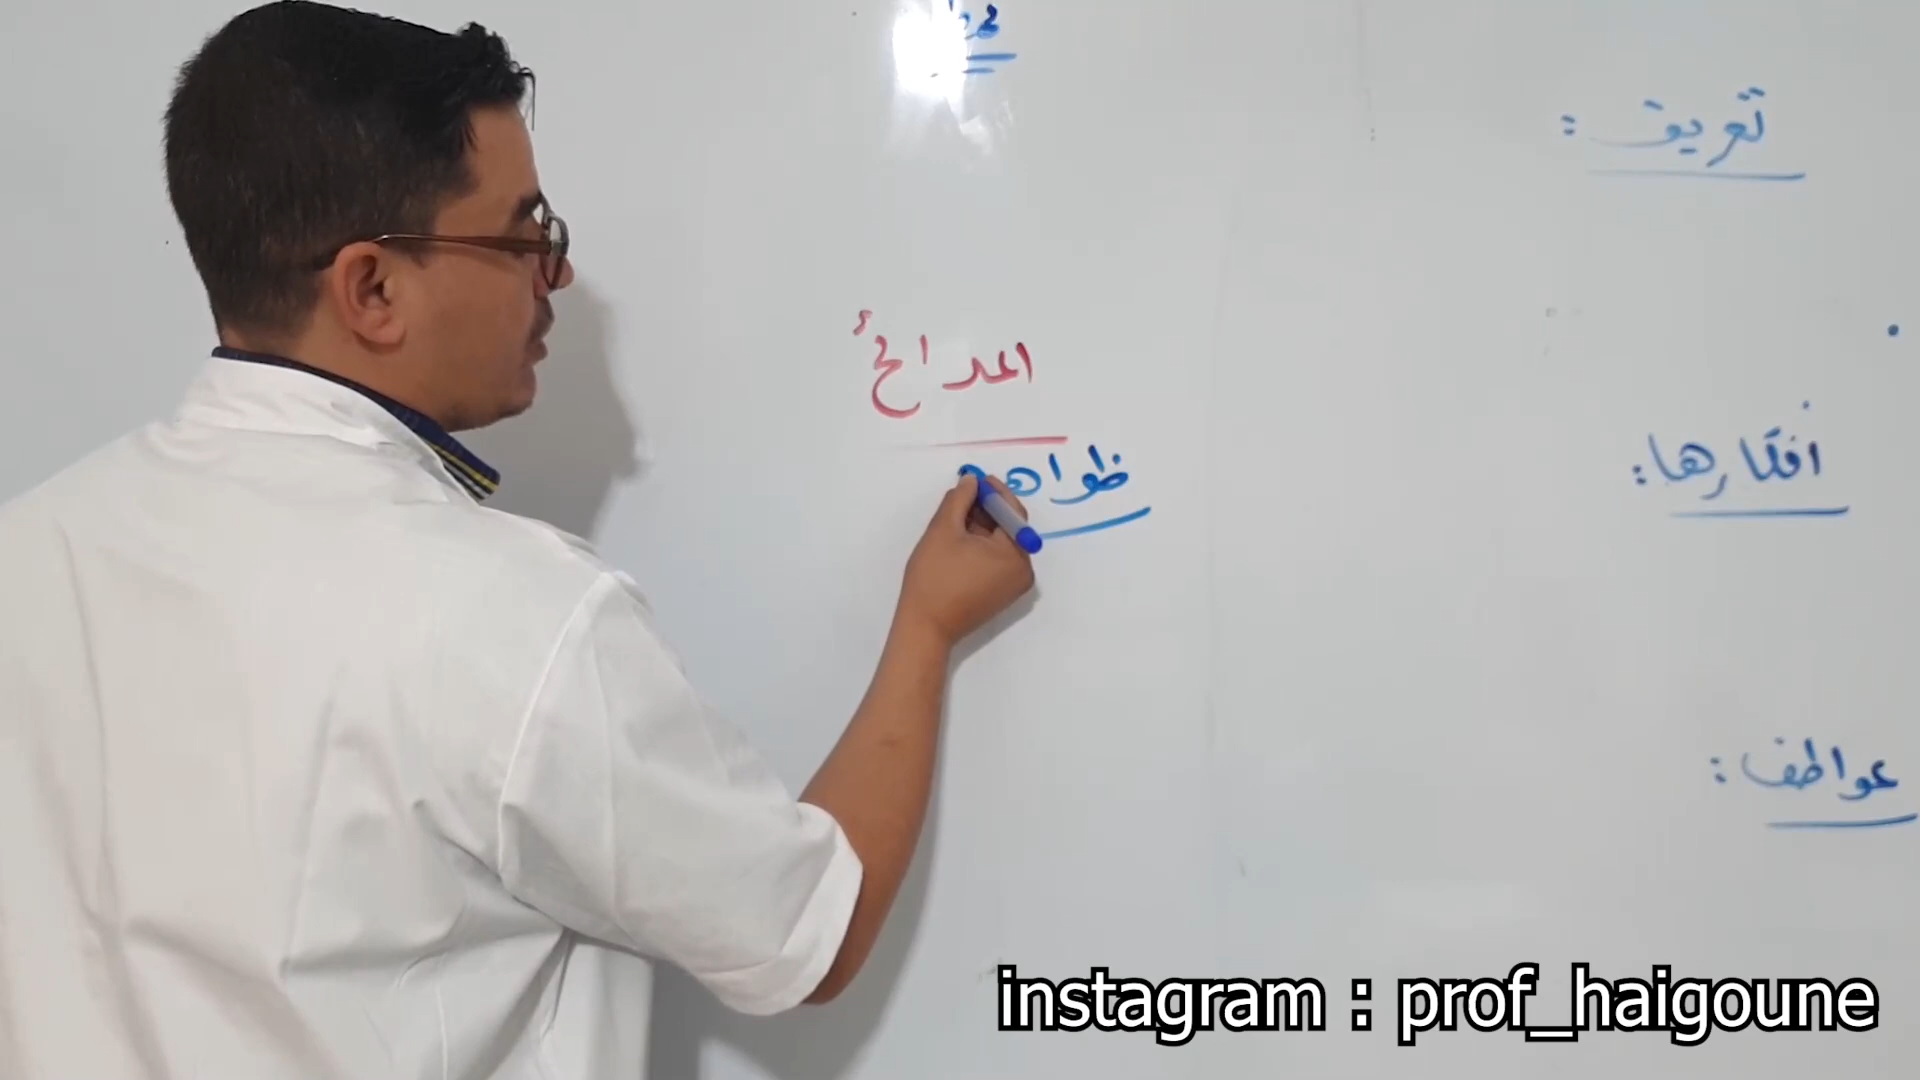 تعريف :
المدائح
أفكارها :
ظواهر
عواطف :
instagram : prof_haigoune